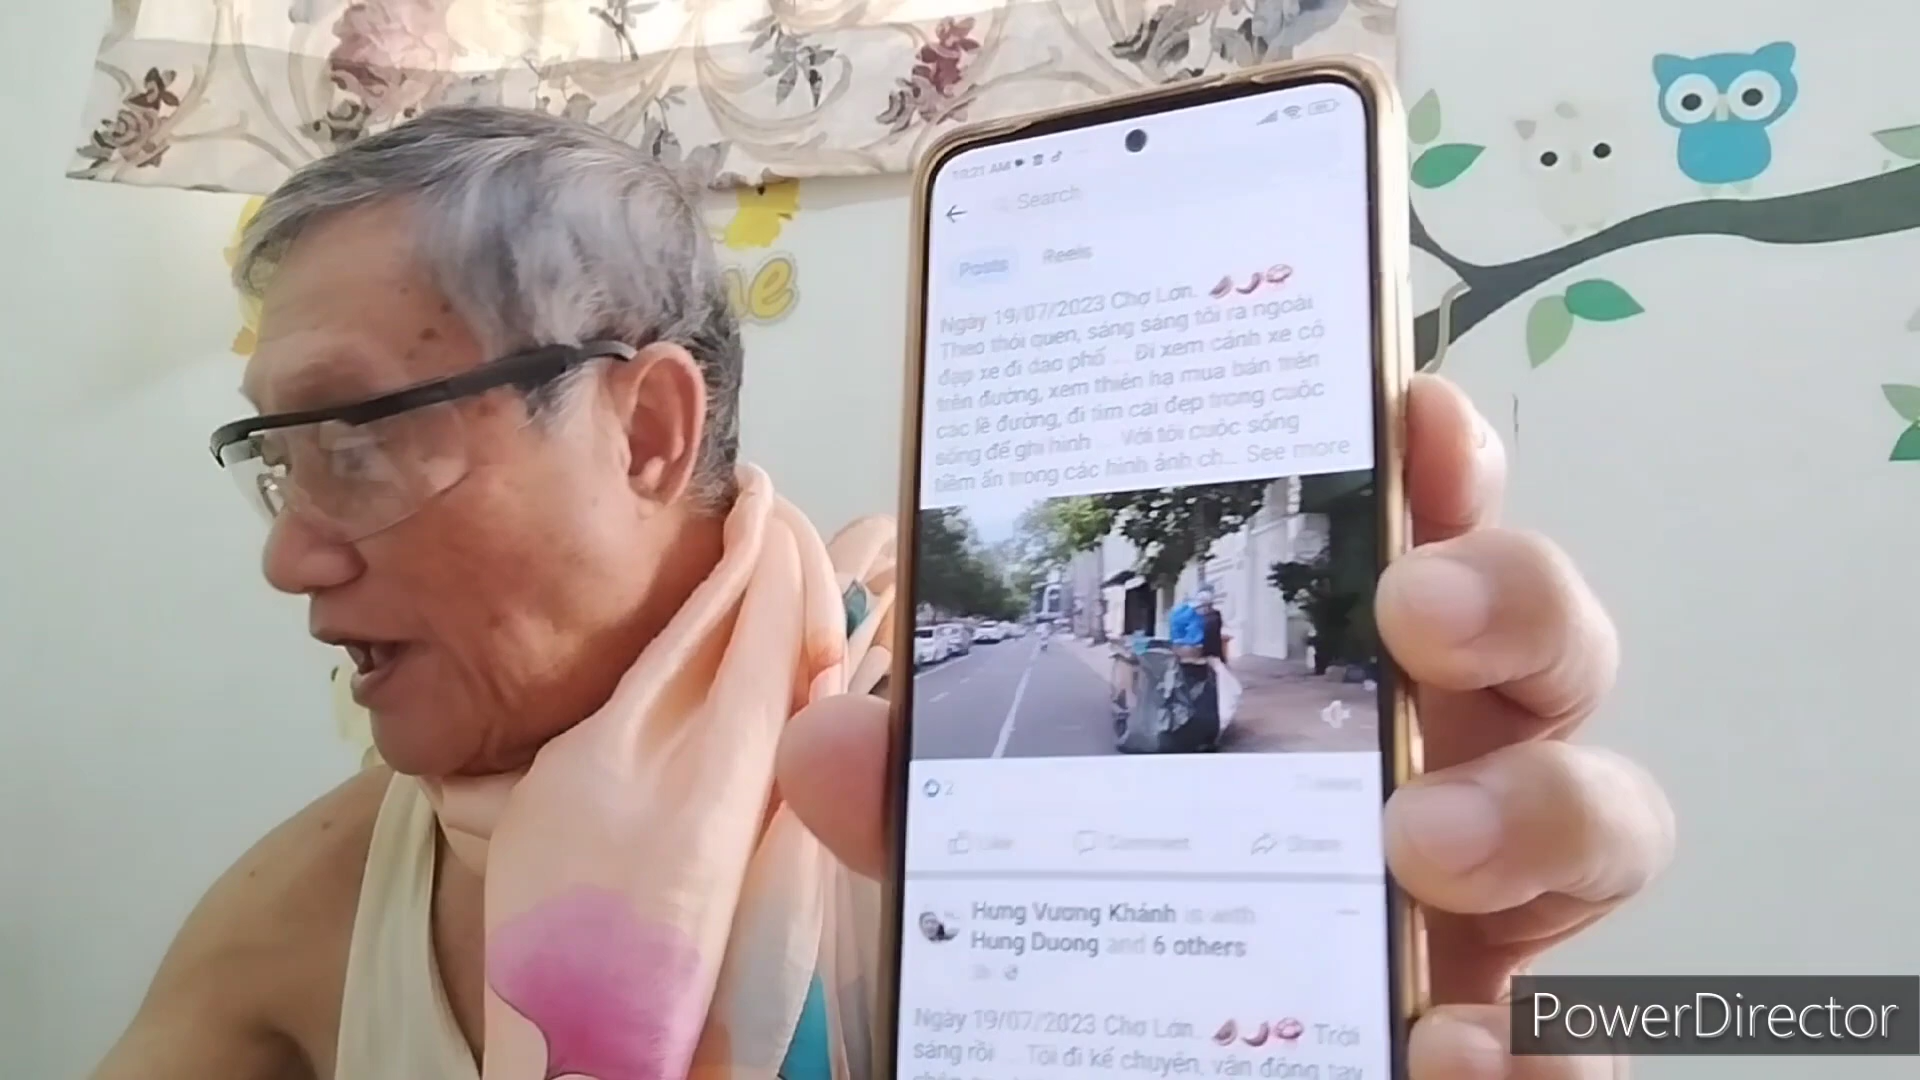 10:21 AM
Search
Posts Reels
Ngày 19/07/2023 Chợ Lớn.
Theo thói quen, sáng sáng tôi ra ngoài
đạp xe đi dạo phố ... Đi xem cảnh xe cộ
trên đường, xem thiên hạ mua bán trên
các lề đường, đi tìm cái đẹp trong cuộc
sống để ghi hình ... Với tôi cuộc sống
tiềm ẩn trong các hình ảnh ch... See more
2
Like Comment Share
Hưng Vương Khánh is with
Hung Duong and 6 others
Ngày 19/07/2023 Chợ Lớn. Trời
sáng rồi ... Tôi đi kể chuyện, vận động tay
me
PowerDirector